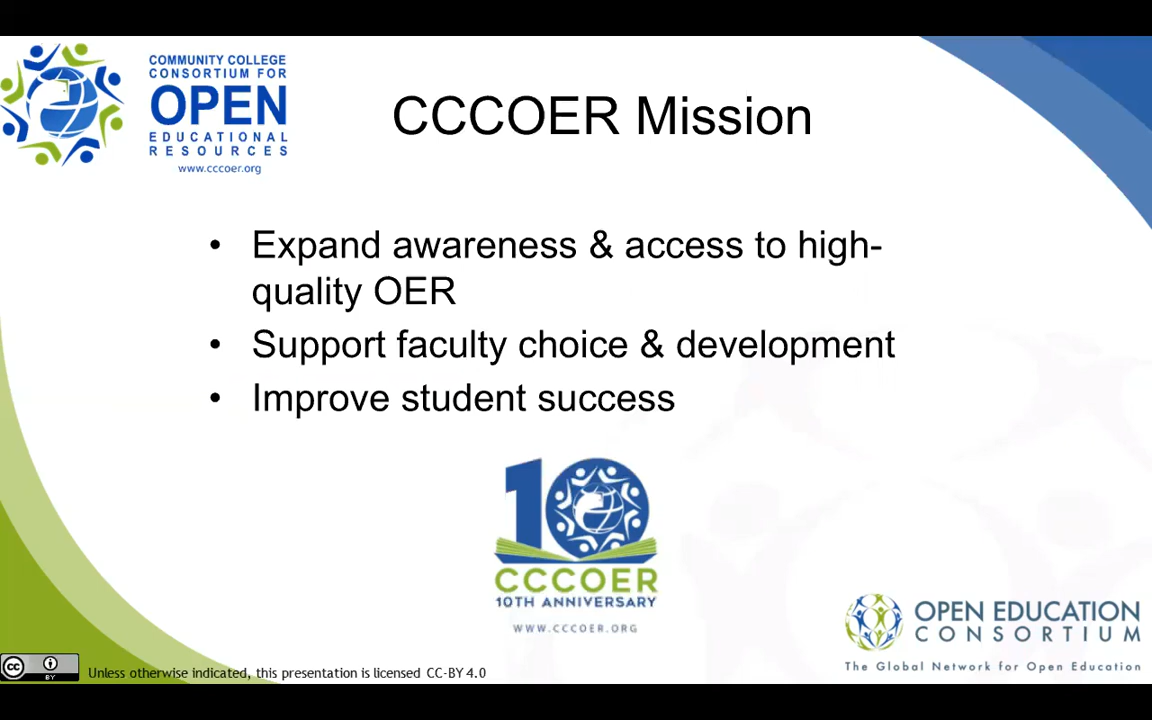 COMMUNITY COLLEGE
CONSORTIUM FOR
OPEN
EDUCATIONAL
RESOURCES
www.cccoer.org
CCCOER Mission
• Expand awareness & access to high-
quality OER
• Support faculty choice & development
• Improve student success
10
CCCOER
10TH ANNIVERSARY
WWW.CCCOER.ORG
OPEN EDUCATION
CONSORTIUM
The Global Network for Open Education
cc
BY
Unless otherwise indicated, this presentation is licensed CC-BY 4.0